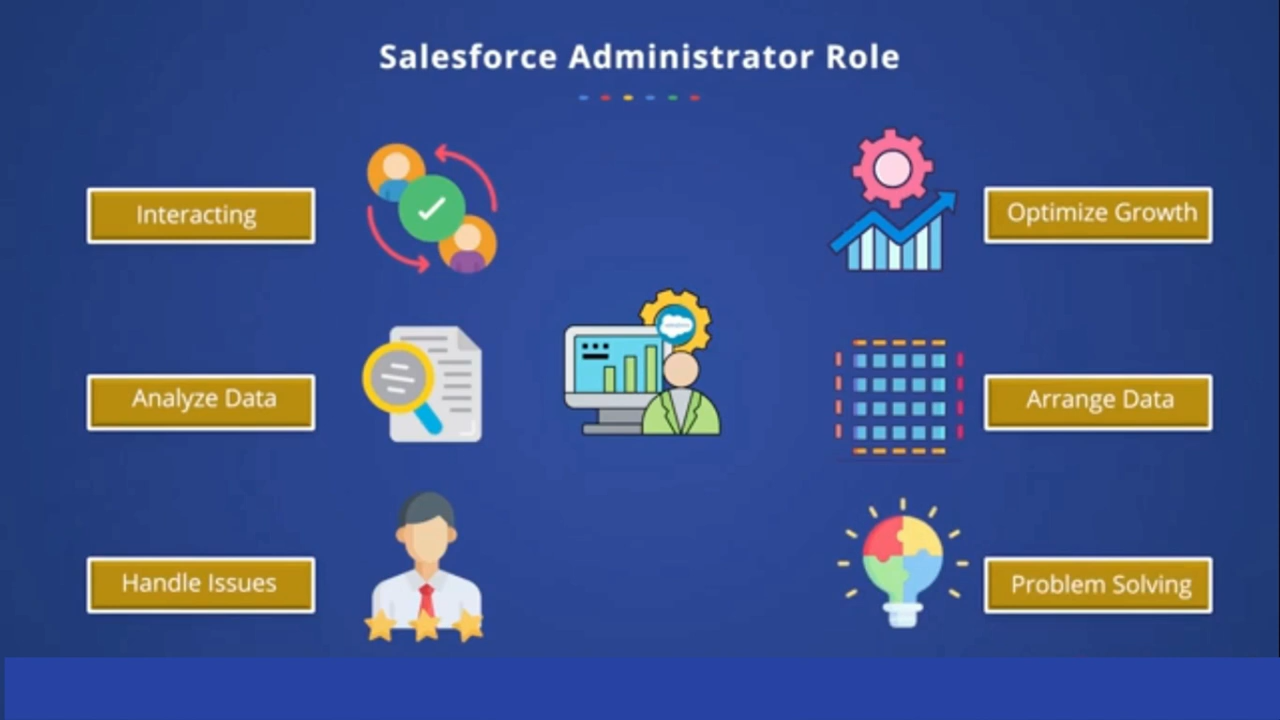 Salesforce Administrator Role
Interacting
Optimize Growth
Analyze Data
Arrange Data
Handle Issues
Problem Solving